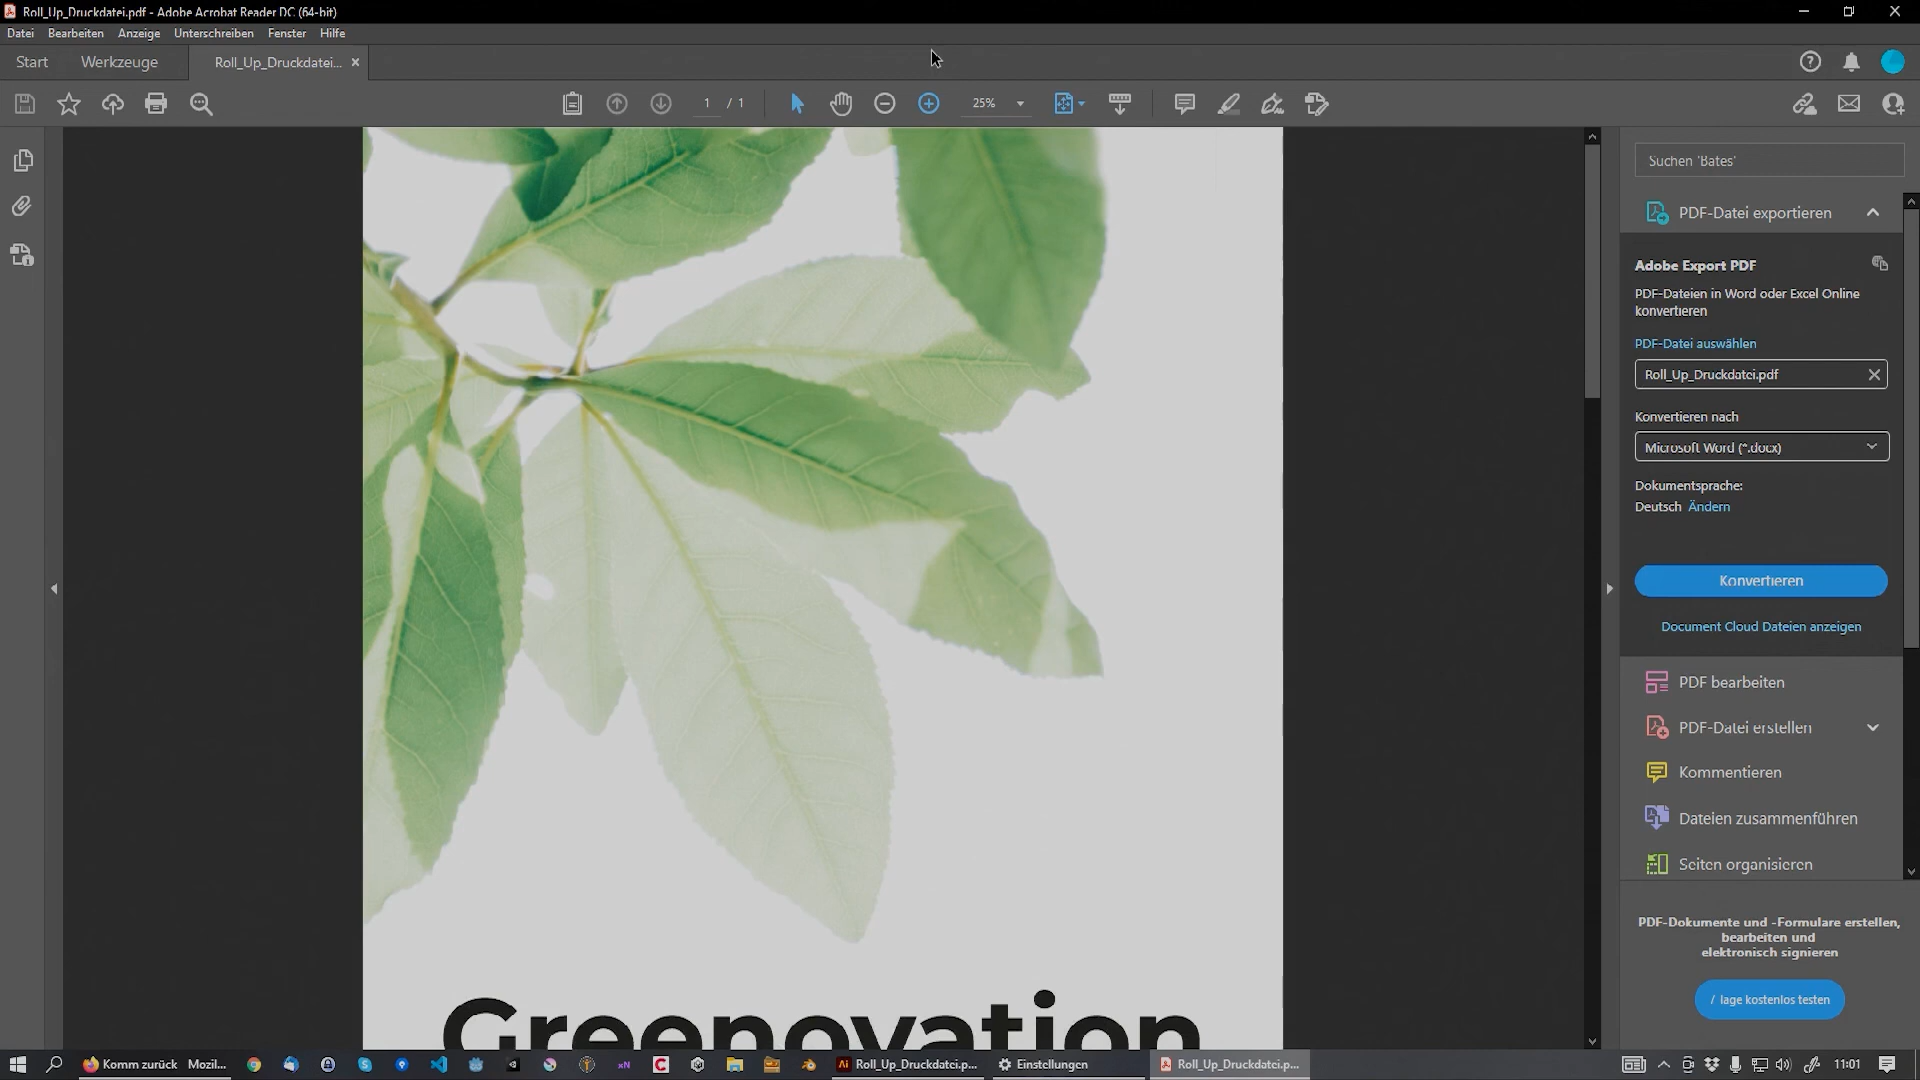 Roll_Up_Druckdatei.pdf - Adobe Acrobat Reader DC (64-bit)
Datei Bearbeiten Anzeige Unterschreiben Fenster Hilfe
Start Werkzeuge Roll_Up_Druckdatei...
1 / 1 25%
Suchen 'Bates'
PDF-Datei exportieren
Adobe Export PDF
PDF-Dateien in Word oder Excel Online
konvertieren
PDF-Datei auswählen
Roll_Up_Druckdatei.pdf
Konvertieren nach
Microsoft Word (*.docx)
Dokumentsprache:
Deutsch Ändern
Konvertieren
Document Cloud Dateien anzeigen
PDF bearbeiten
PDF-Datei erstellen
Kommentieren
Dateien zusammenführen
Seiten organisieren
PDF-Dokumente und -Formulare erstellen,
bearbeiten und
elektronisch signieren
7 Tage kostenlos testen
Greenovation
Komm zurück Mozil... xN C Ai Roll_Up_Druckdatei.p... Einstellungen Roll_Up_Druckdatei.p... 11:01